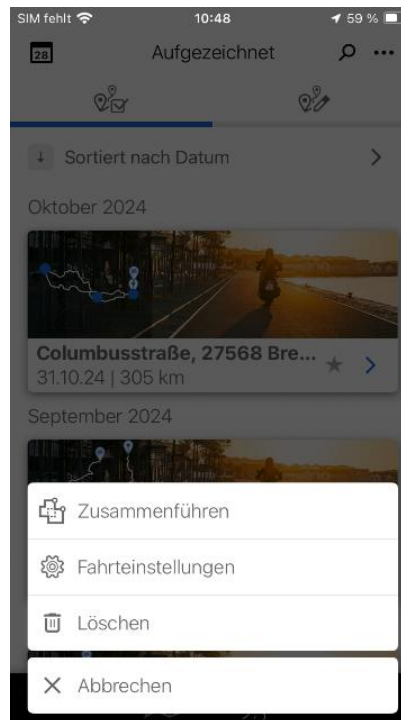 SIM fehlt 10:48 59 %
28 Aufgezeichnet
Sortiert nach Datum
Oktober 2024
Columbusstraße, 27568 Bre...
31.10.24 | 305 km
September 2024
Zusammenführen
Fahrteinstellungen
Löschen
Abbrechen